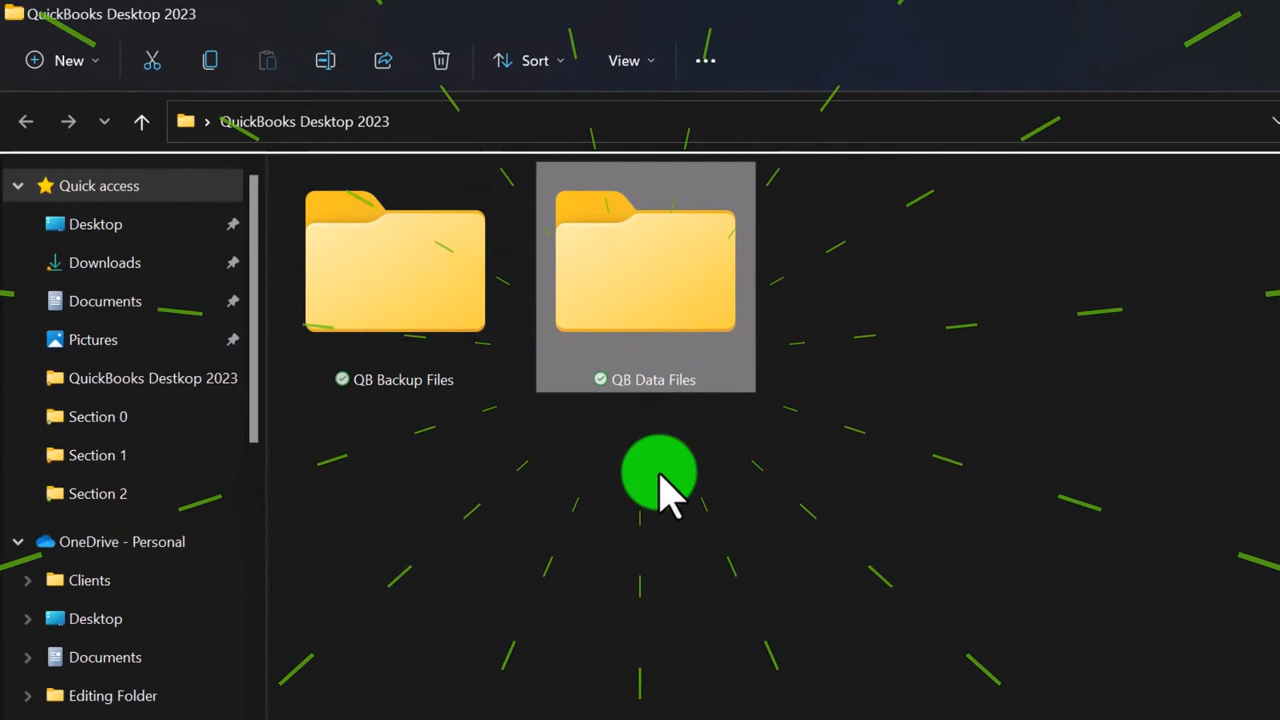 QuickBooks Desktop 2023
New
Sort
View
QuickBooks Desktop 2023
Quick access
Desktop
Downloads
Documents
Pictures
QuickBooks Destkop 2023
Section 0
Section 1
Section 2
OneDrive - Personal
Clients
Desktop
Documents
Editing Folder
QB Backup Files
QB Data Files